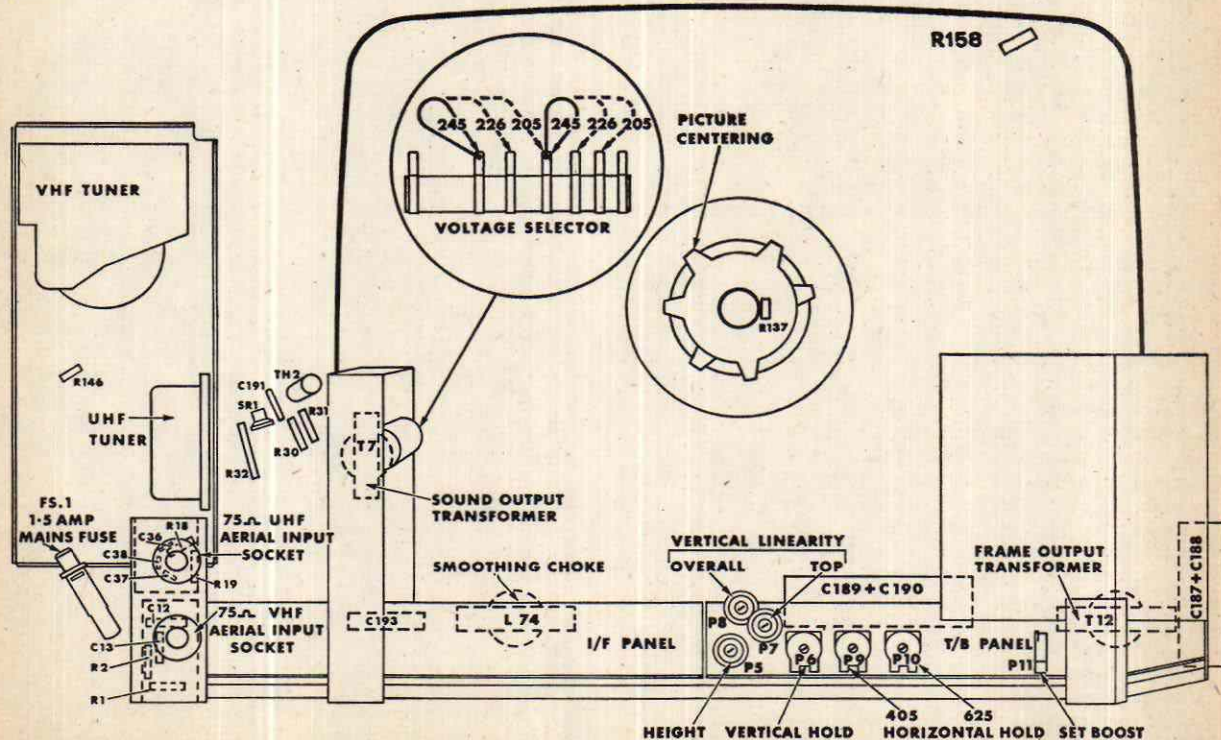 R158
245 226 205 245 226 205
VOLTAGE SELECTOR
PICTURE
CENTERING
R137
VHF TUNER
R146
UHF
TUNER
C191
TH2
SR1
R31
R30
R32
T7
SOUND OUTPUT
TRANSFORMER
FS.1
1·5 AMP
MAINS FUSE
R18
C36
C38
C37
R19
75Ω UHF
AERIAL INPUT
SOCKET
C12
C13
R2
R1
75Ω VHF
AERIAL INPUT
SOCKET
C193
SMOOTHING CHOKE
L 74
I/F PANEL
VERTICAL LINEARITY
OVERALL TOP
P8
P7
P5
C189+C190
P6
P9
P10
T/B PANEL
P11
FRAME OUTPUT
TRANSFORMER
T12
C187+C188
405 625
HEIGHT VERTICAL HOLD HORIZONTAL HOLD SET BOOST